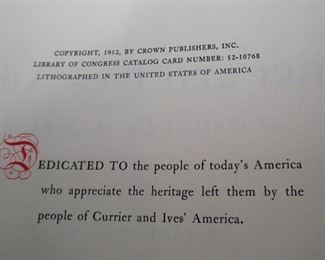 COPYRIGHT, 1952, BY CROWN PUBLISHERS, INC.
LIBRARY OF CONGRESS CATALOG CARD NUMBER: 52-10768
LITHOGRAPHED IN THE UNITED STATES OF AMERICA
DEDICATED TO the people of today's America
who appreciate the heritage left them by the
people of Currier and Ives' America.